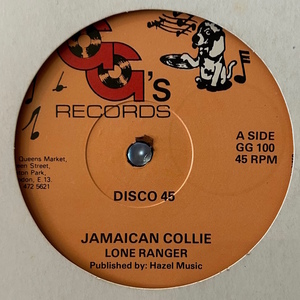 GG's
RECORDS
A SIDE
GG 100
45 RPM
Queens Market,
Street,
Park,
E. 13.
472 5621
DISCO 45
JAMAICAN COLLIE
LONE RANGER
Published by: Hazel Music